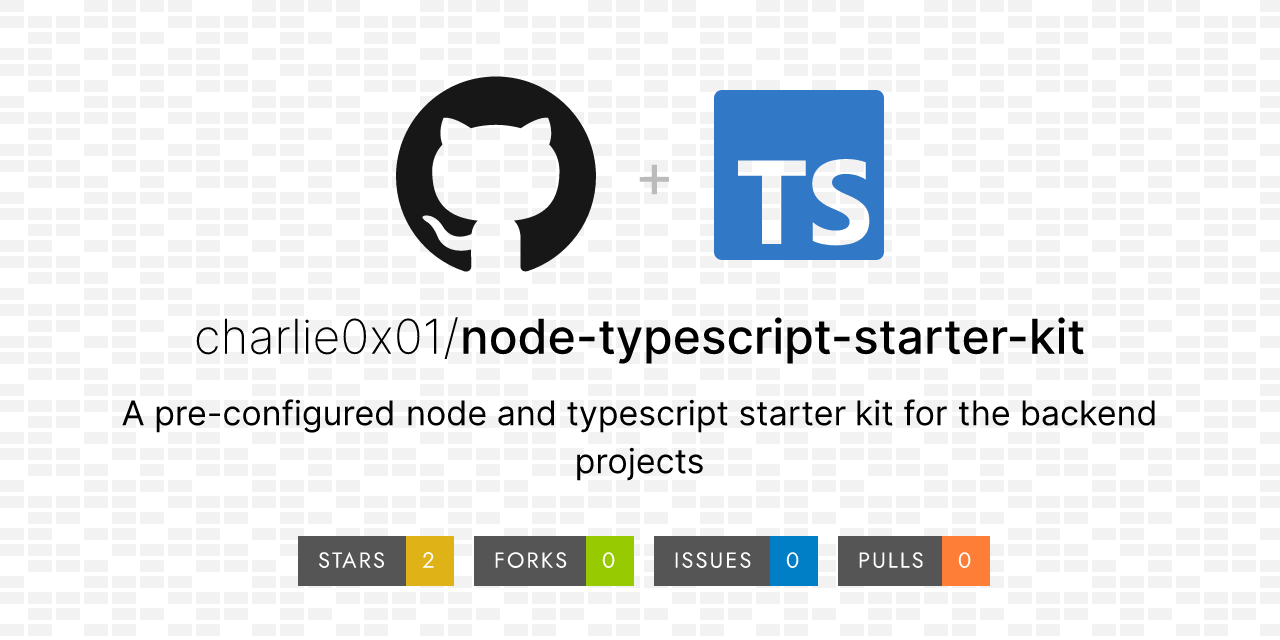 +
TS
charlie0x01/node-typescript-starter-kit
A pre-configured node and typescript starter kit for the backend
projects
STARS 2 FORKS 0 ISSUES 0 PULLS 0